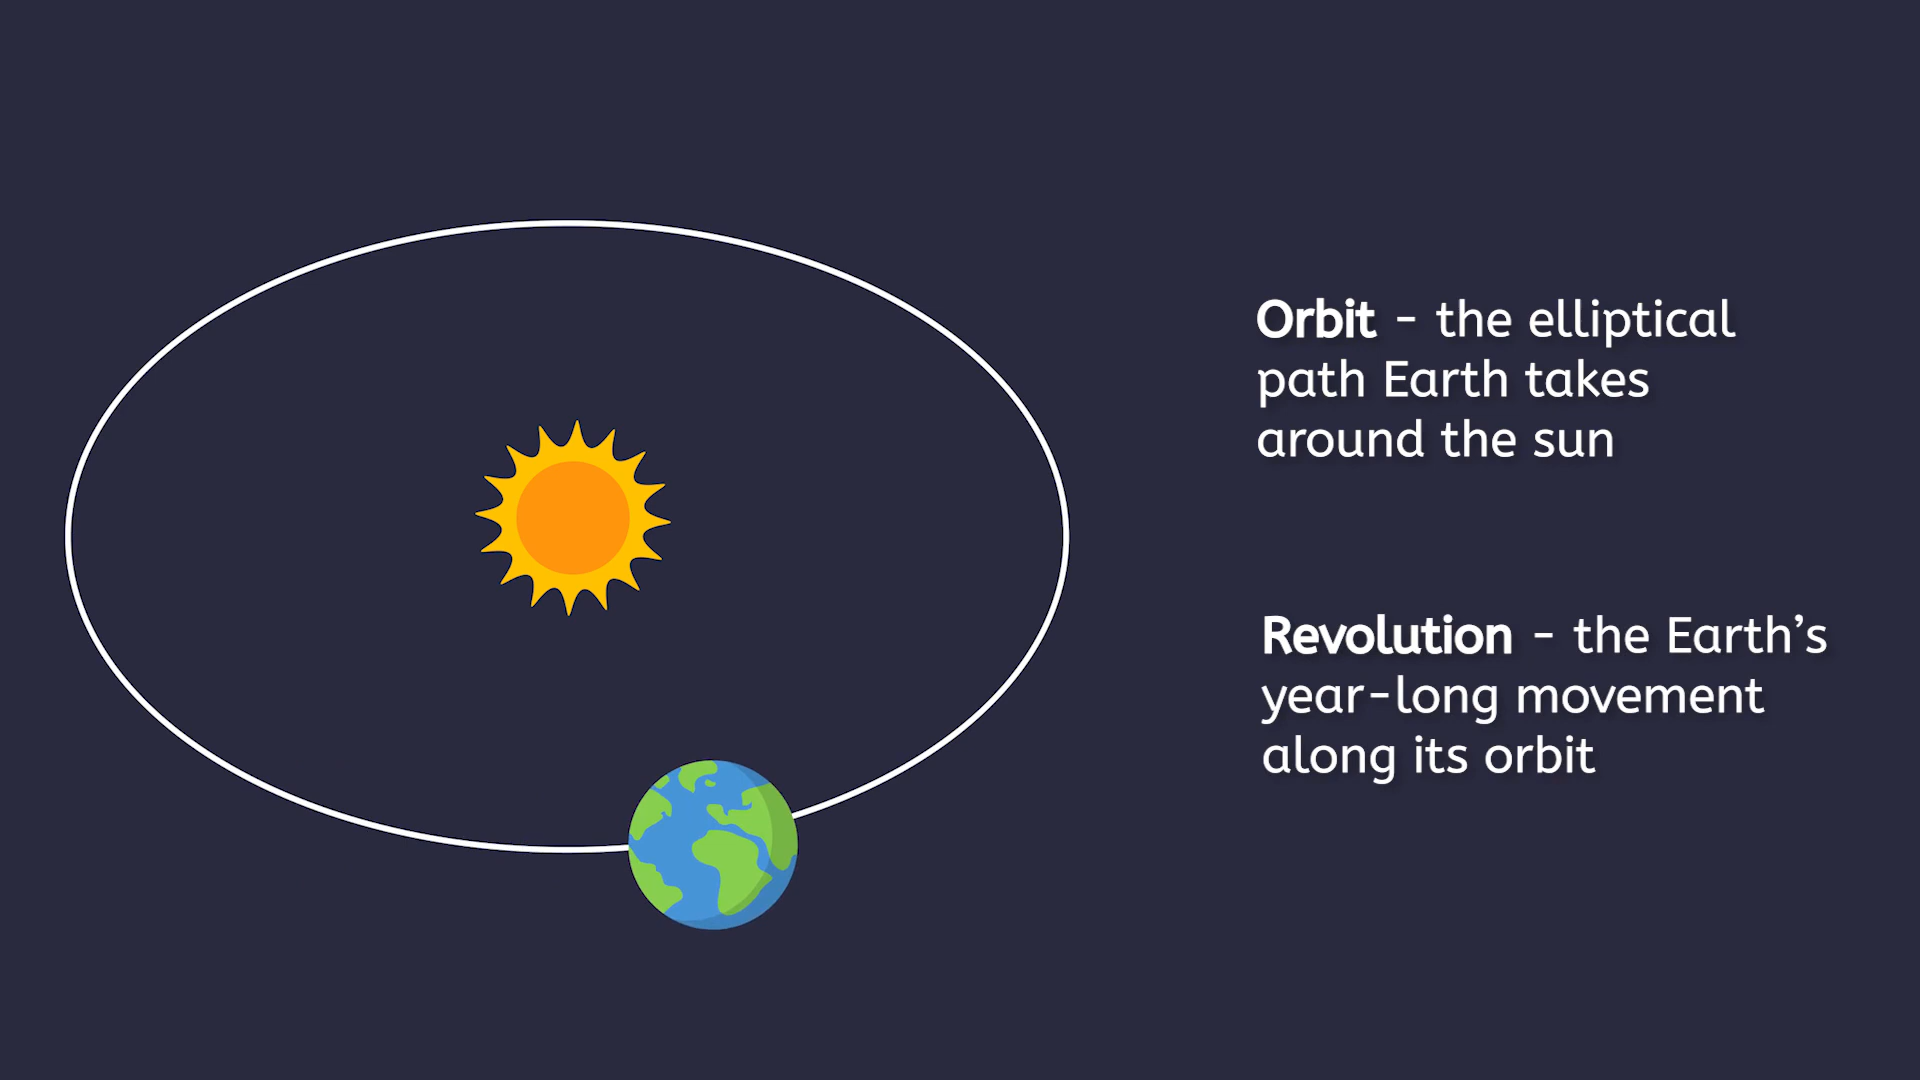 Orbit - the elliptical
path Earth takes
around the sun
Revolution - the Earth’s
year-long movement
along its orbit